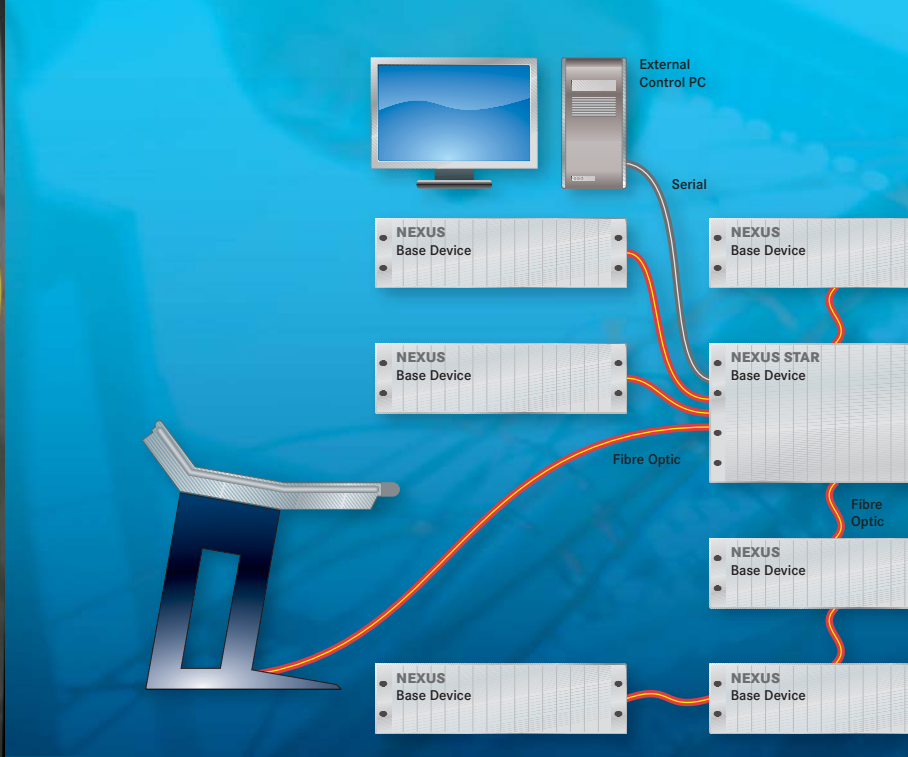 External
Control PC
Serial
NEXUS
Base Device
NEXUS
Base Device
NEXUS
Base Device
NEXUS STAR
Base Device
Fibre Optic
Fibre
Optic
NEXUS
Base Device
NEXUS
Base Device
NEXUS
Base Device